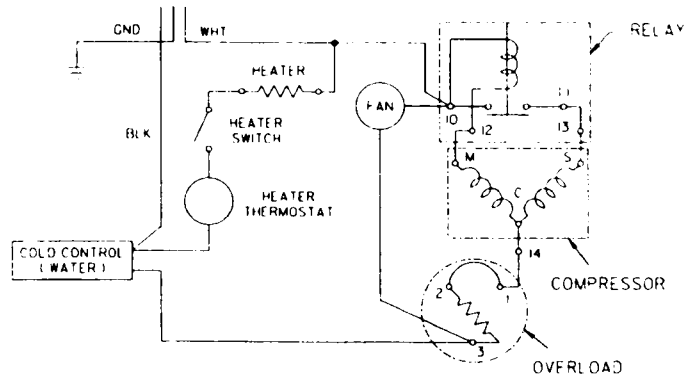 GND
WHT
RELAY
HEATER
FAN
10
12
11
13
BLK
HEATER
SWITCH
M
S
C
HEATER
THERMOSTAT
COLD CONTROL
(WATER)
14
COMPRESSOR
2
1
3
OVERLOAD